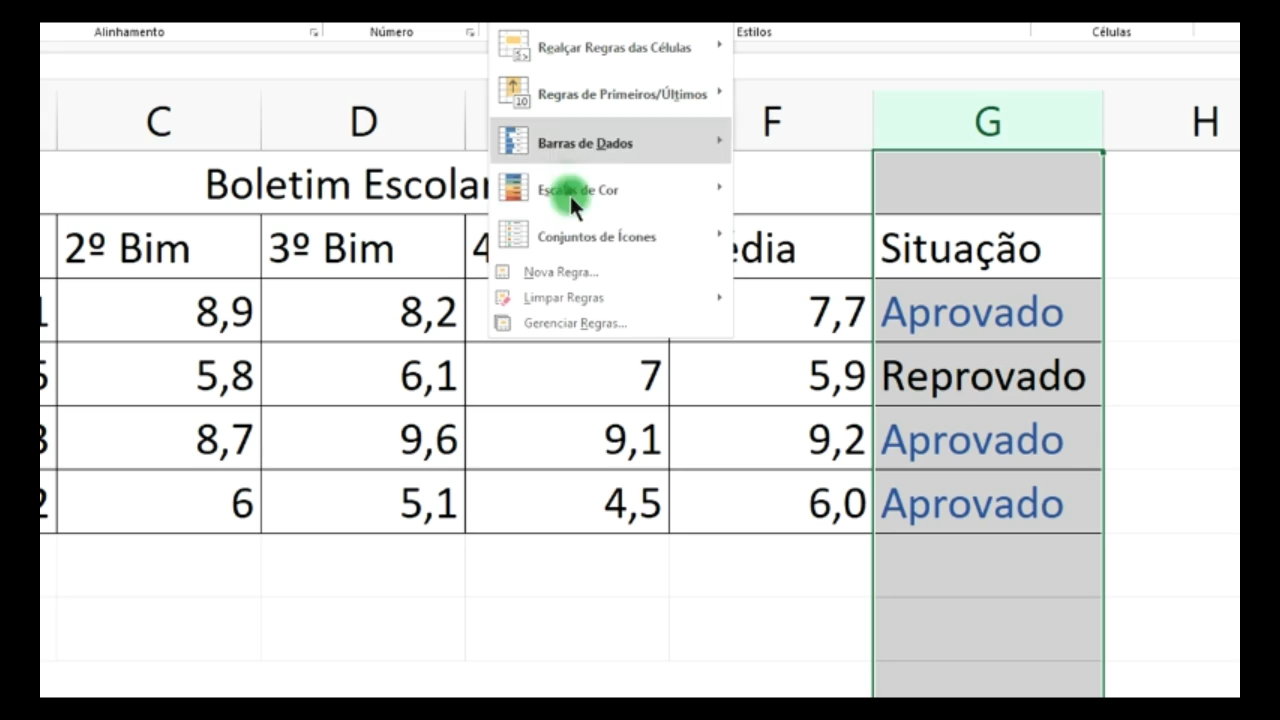 Alinhamento Número Estilos Células
Realçar Regras das Células
Regras de Primeiros/Últimos
Barras de Dados
Escalas de Cor
Conjuntos de Ícones
Nova Regra...
Limpar Regras
Gerenciar Regras...
C D F G H
Boletim Escolar
2º Bim 3º Bim 4 édia Situação
8,9 8,2 7,7 Aprovado
5,8 6,1 7 5,9 Reprovado
8,7 9,6 9,1 9,2 Aprovado
6 5,1 4,5 6,0 Aprovado